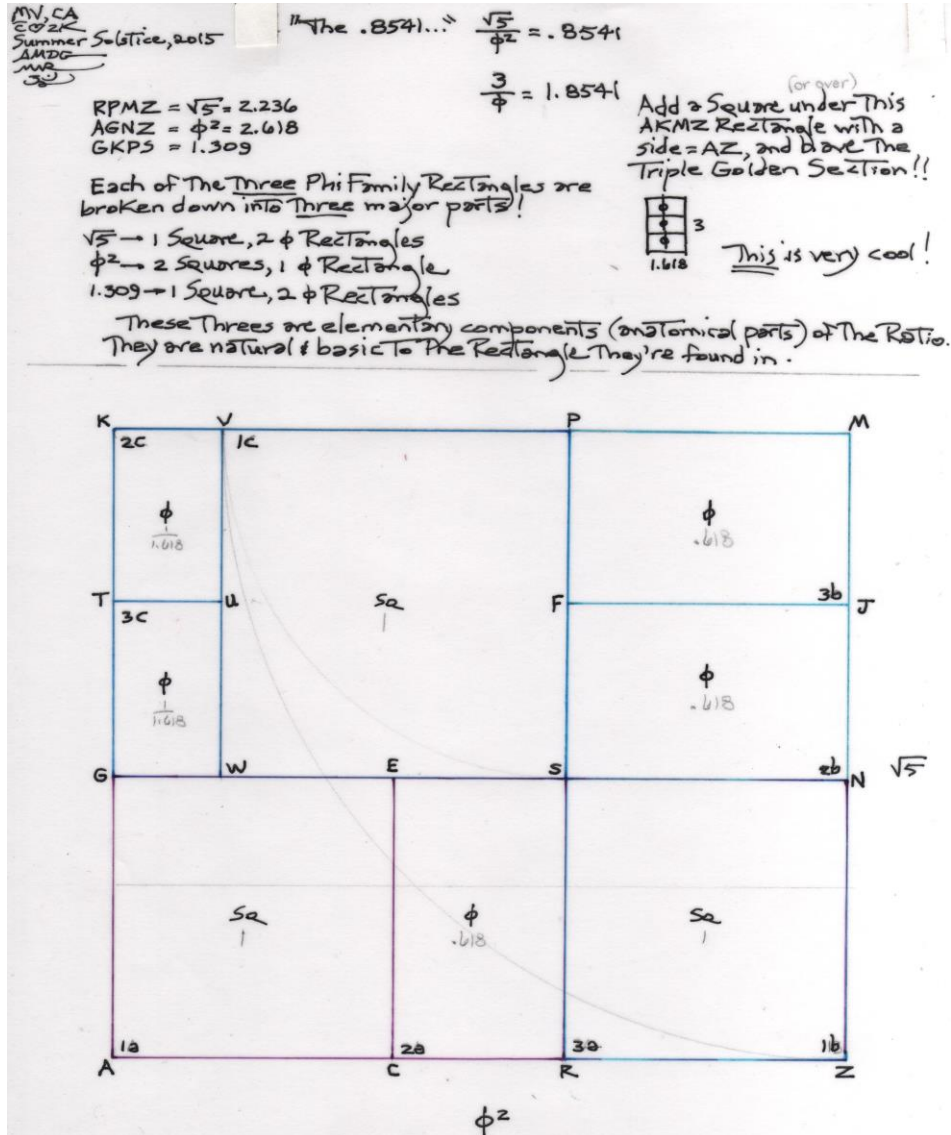 MV, CA
Summer Solstice, 2015
AMDG
"The .8541..." √5/φ² = .8541
3/φ = 1.8541
RPMZ = √5 = 2.236
AGNZ = φ² = 2.618
GKPS = 1.309
(or over)
Add a Square under This
AKMZ Rectangle with a
side = AZ, and have The
Triple Golden Section!!
φ
φ 3
φ
1.618
This is very cool!
Each of The Three Phi Family Rectangles are
broken down into Three major parts!
√5 → 1 Square, 2 φ Rectangles
φ² → 2 Squares, 1 φ Rectangle
1.309 → 1 Square, 2 φ Rectangles
These Threes are elementary components (anatomical parts) of The Ratio.
They are natural & basic To The Rectangle They're found in.
K V P M
2c 1c
φ φ
1/1.618 .618
T U Sq F 3b J
3c 1
φ φ
1/1.618 .618
G W E S 2b N √5
Sq φ Sq
1 .618 1
1a 2a 3a 1b
A C R Z
φ²